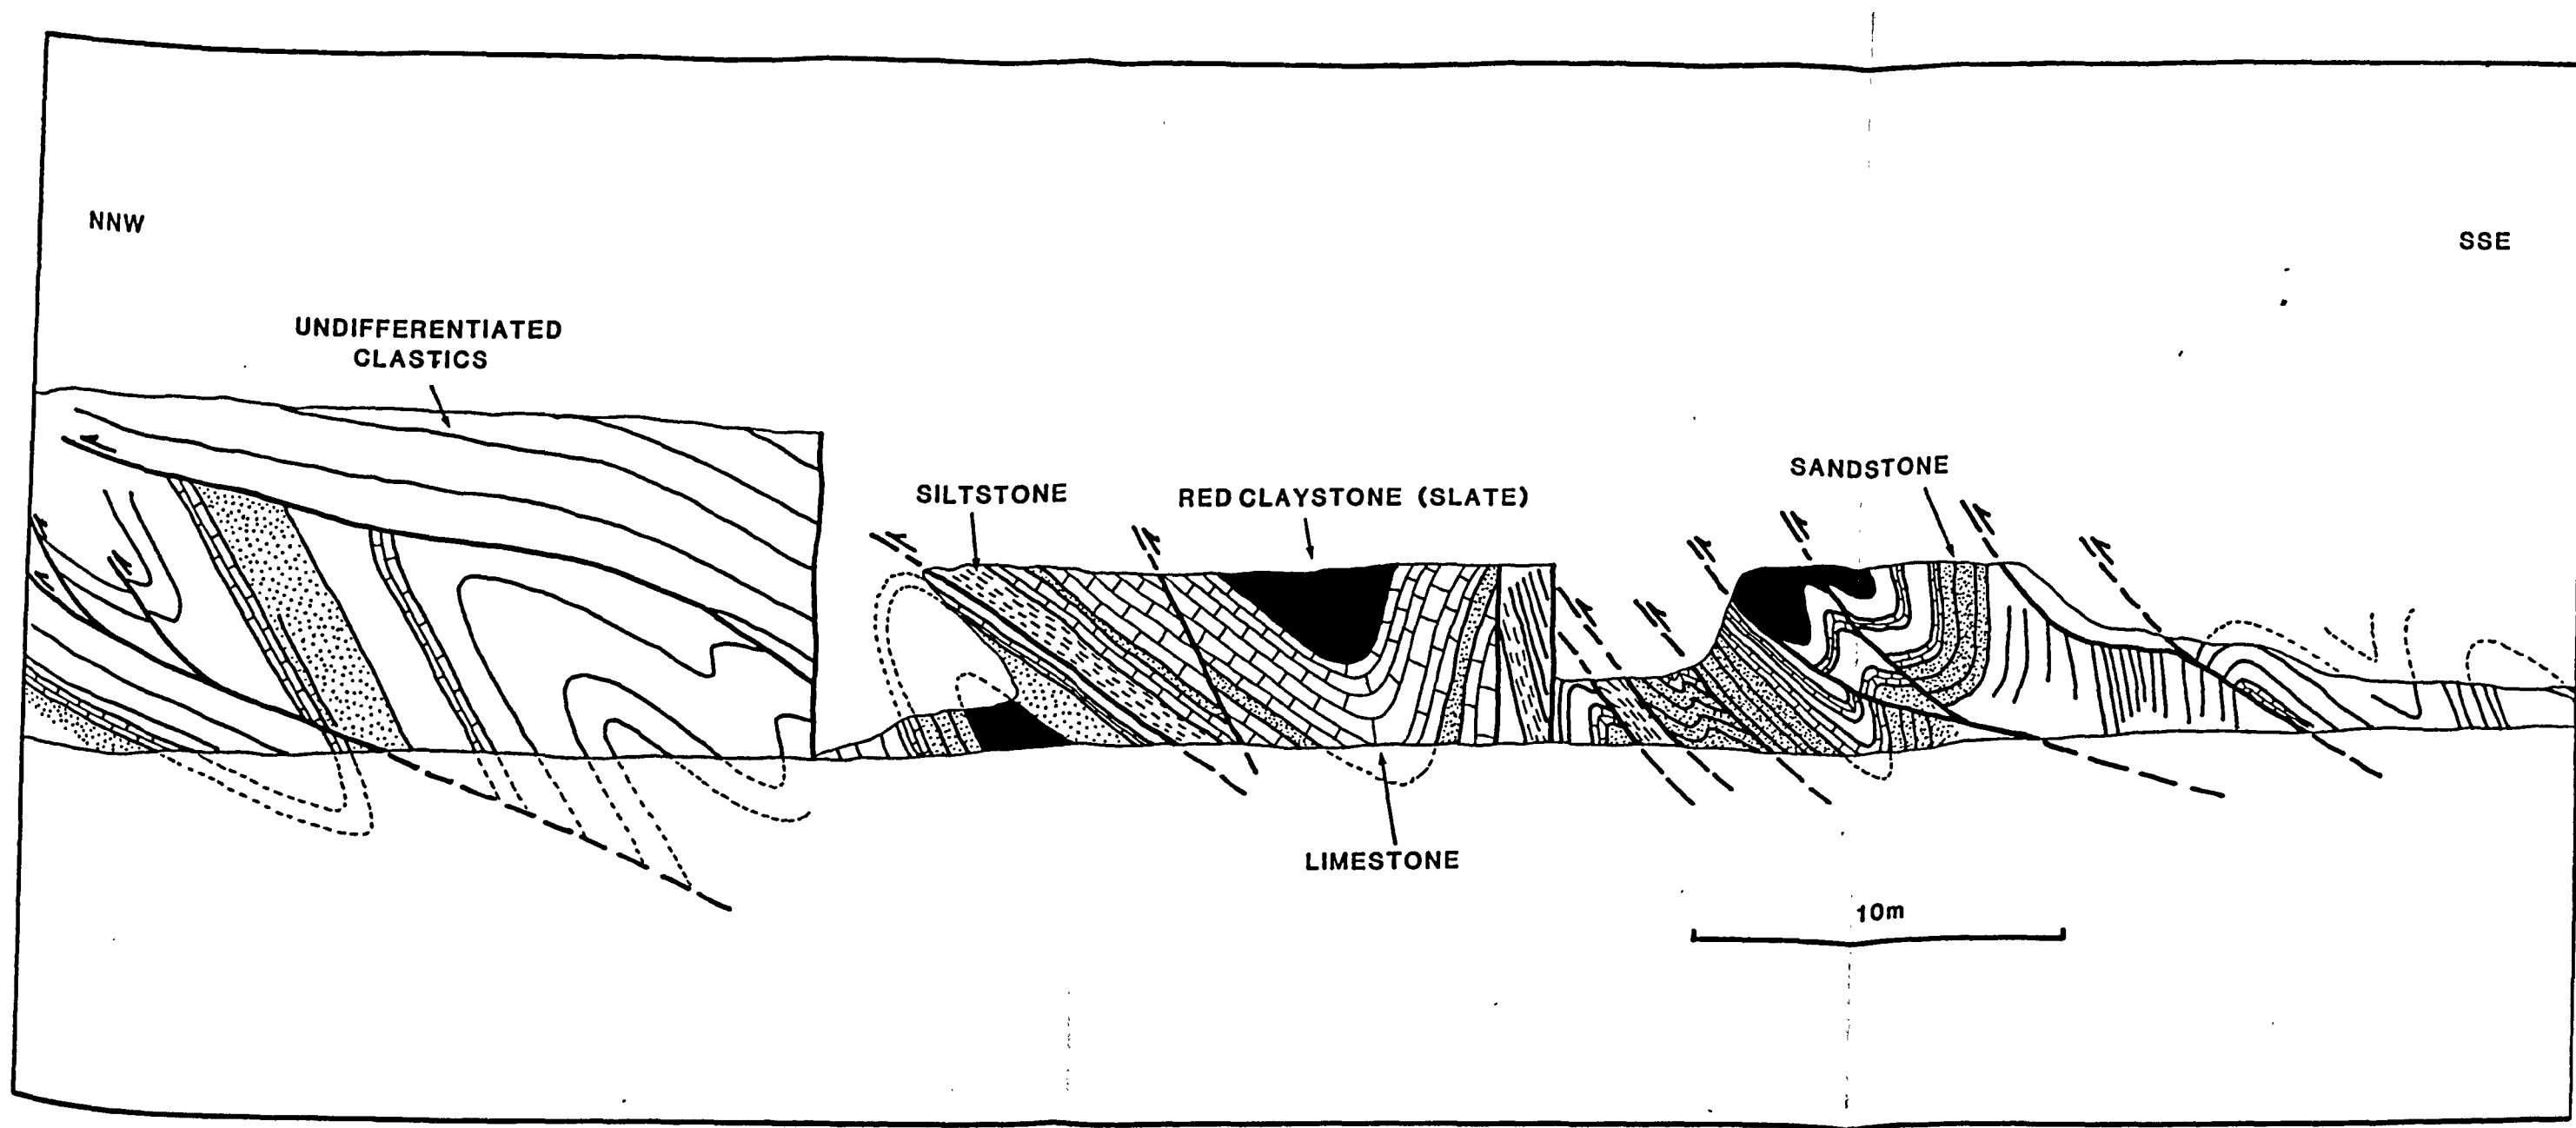 NNW
SSE
UNDIFFERENTIATED
CLASTICS
SILTSTONE
RED CLAYSTONE (SLATE)
SANDSTONE
LIMESTONE
10m